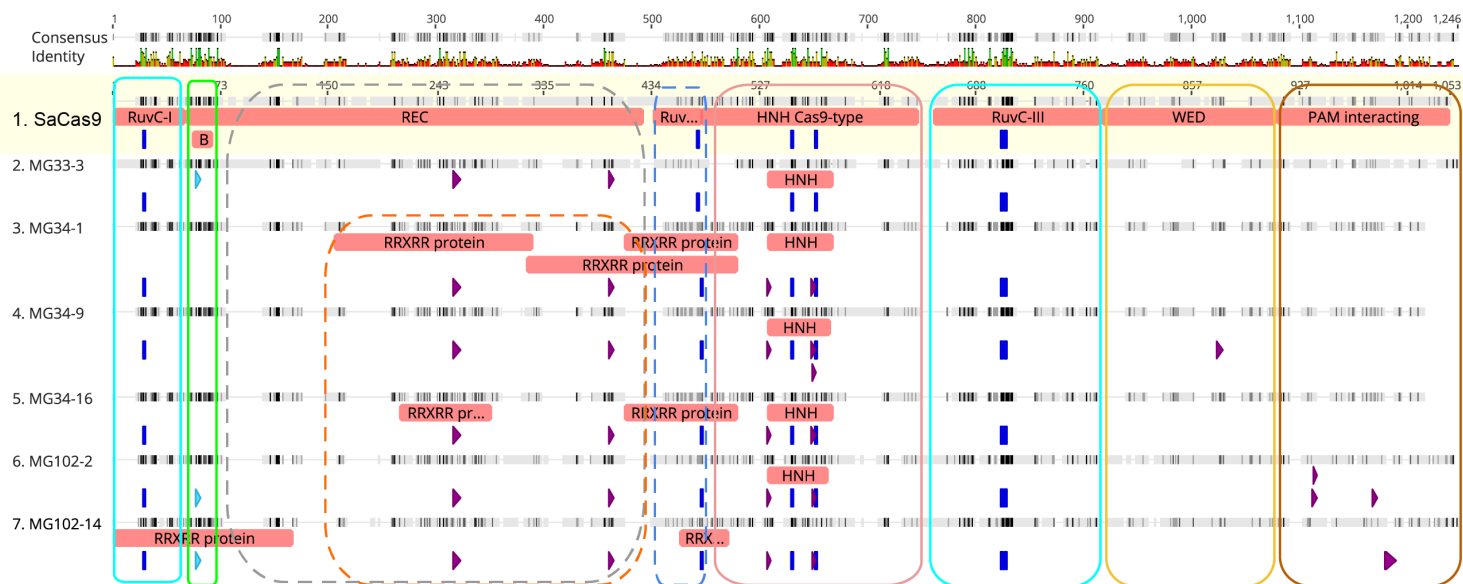 1 100 200 300 400 500 600 700 800 900 1,000 1,100 1,200 1,246
Consensus
Identity
73 150 249 335 434 527 618 688 760 857 927 1,014 1,053
1. SaCas9 RuvC-I REC Ruv... HNH Cas9-type RuvC-III WED PAM interacting
B
2. MG33-3
HNH
3. MG34-1
RRXRR protein RRXRR protein HNH
RRXRR protein
4. MG34-9
HNH
5. MG34-16
RRXRR pr... RRXRR protein HNH
6. MG102-2
HNH
7. MG102-14
RRXRR protein RRX ..